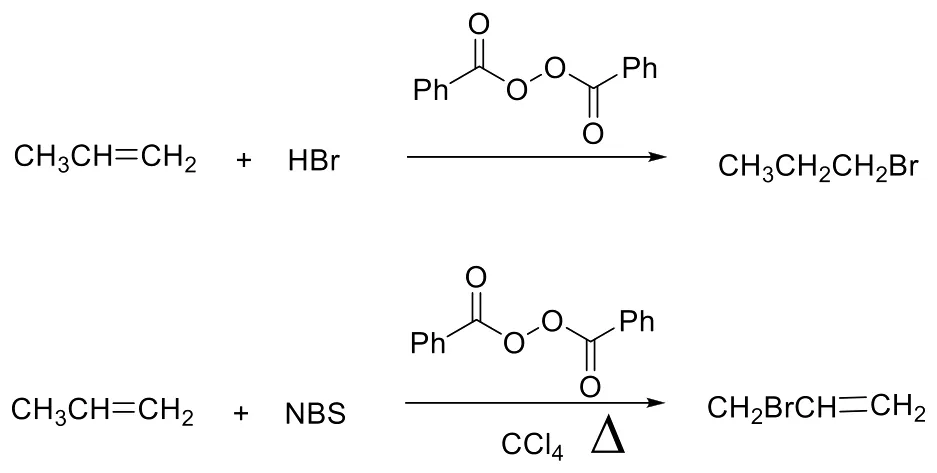 O
Ph O O Ph
O
CH₃CH=CH₂ + HBr CH₃CH₂CH₂Br
O
Ph O O Ph
O
CH₃CH=CH₂ + NBS CH₂BrCH=CH₂
CCl₄ Δ